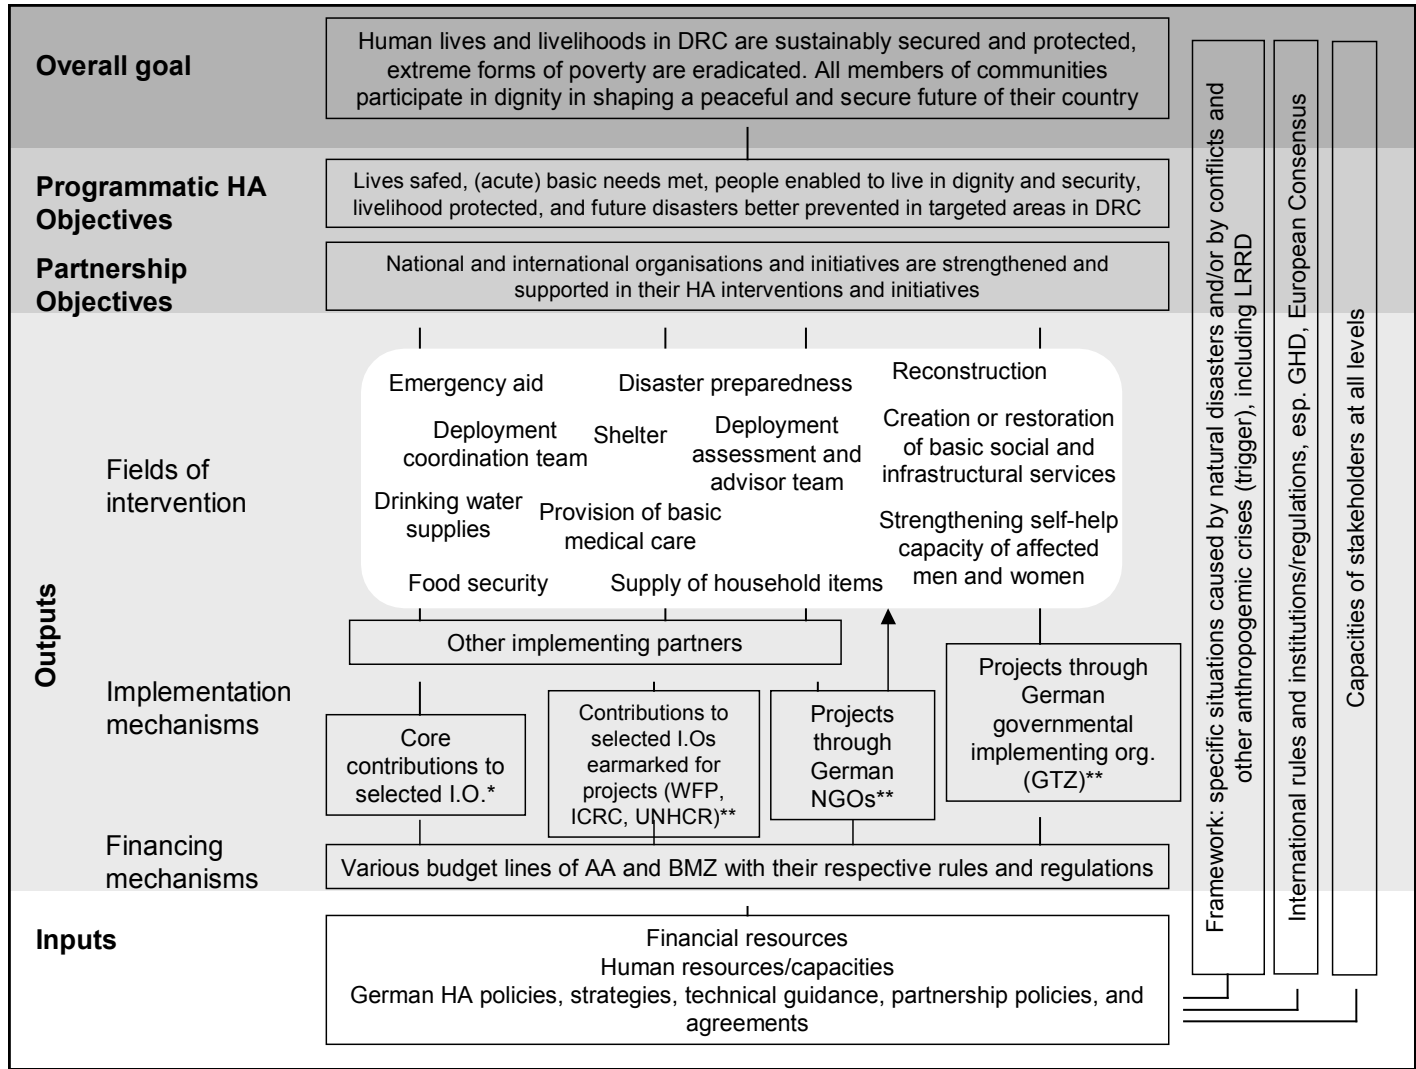 Overall goal
Human lives and livelihoods in DRC are sustainably secured and protected,
extreme forms of poverty are eradicated. All members of communities
participate in dignity in shaping a peaceful and secure future of their country
Programmatic HA
Objectives
Lives safed, (acute) basic needs met, people enabled to live in dignity and security,
livelihood protected, and future disasters better prevented in targeted areas in DRC
Partnership
Objectives
National and international organisations and initiatives are strengthened and
supported in their HA interventions and initiatives
Outputs
Fields of
intervention
Emergency aid
Disaster preparedness
Reconstruction
Deployment
coordination team
Shelter
Deployment
assessment and
advisor team
Creation or restoration
of basic social and
infrastructural services
Drinking water
supplies
Provision of basic
medical care
Strengthening self-help
capacity of affected
men and women
Food security
Supply of household items
Implementation
mechanisms
Other implementing partners
Core
contributions to
selected I.O.*
Contributions to
selected I.Os
earmarked for
projects (WFP,
ICRC, UNHCR)**
Projects
through
German
NGOs**
Projects through
German
governmental
implementing org.
(GTZ)**
Financing
mechanisms
Various budget lines of AA and BMZ with their respective rules and regulations
Inputs
Financial resources
Human resources/capacities
German HA policies, strategies, technical guidance, partnership policies, and
agreements
Framework: specific situations caused by natural disasters and/or by conflicts and
other anthropogemic crises (trigger), including LRRD
International rules and institutions/regulations, esp. GHD, European Consensus
Capacities of stakeholders at all levels